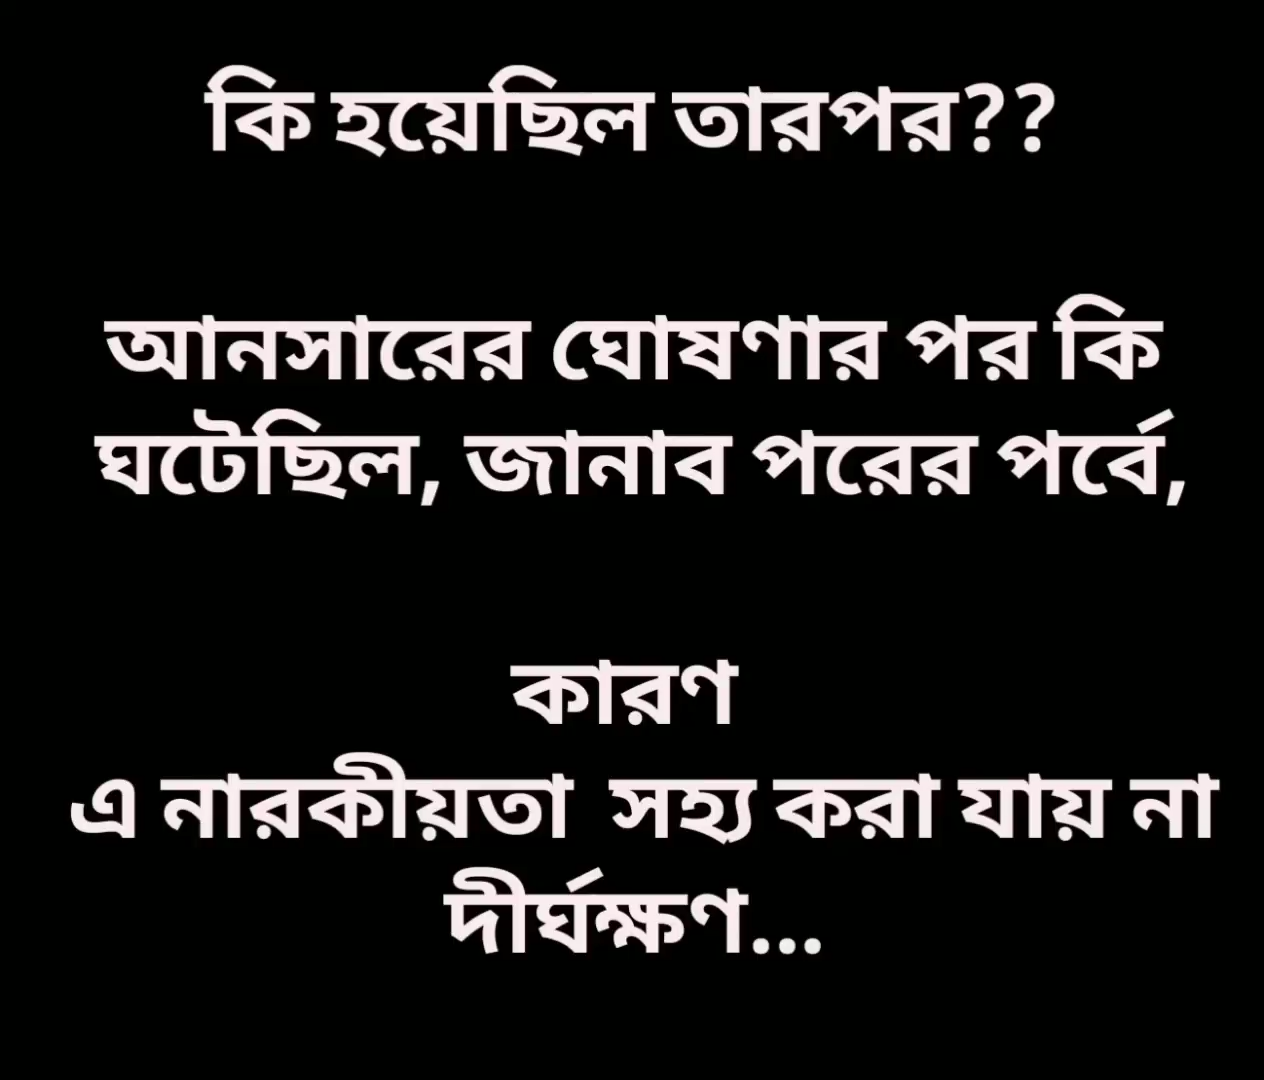 কি হয়েছিল তারপর??
আনসারের ঘোষণার পর কি
ঘটেছিল, জানাব পরের পর্বে,
কারণ
এ নারকীয়তা সহ্য করা যায় না
দীর্ঘক্ষণ...